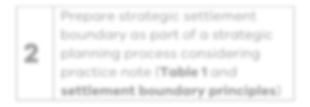 2
Prepare strategic settlement
boundary as part of a strategic
planning process considering
practice note (Table 1 and
settlement boundary principles)